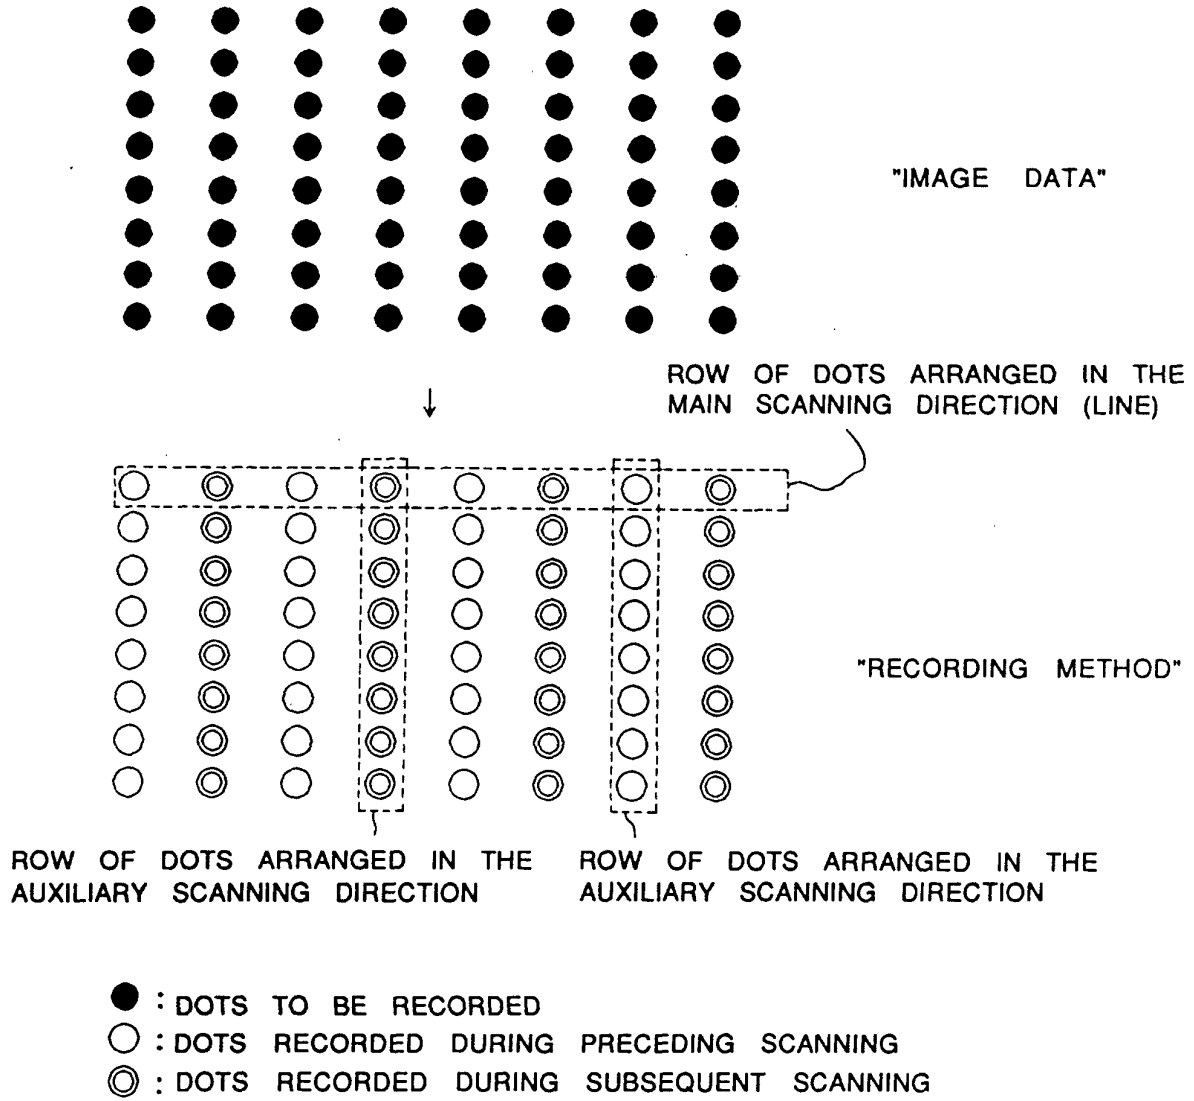 "IMAGE DATA"
ROW OF DOTS ARRANGED IN THE
MAIN SCANNING DIRECTION (LINE)
"RECORDING METHOD"
ROW OF DOTS ARRANGED IN THE
AUXILIARY SCANNING DIRECTION
ROW OF DOTS ARRANGED IN THE
AUXILIARY SCANNING DIRECTION
: DOTS TO BE RECORDED
: DOTS RECORDED DURING PRECEDING SCANNING
: DOTS RECORDED DURING SUBSEQUENT SCANNING